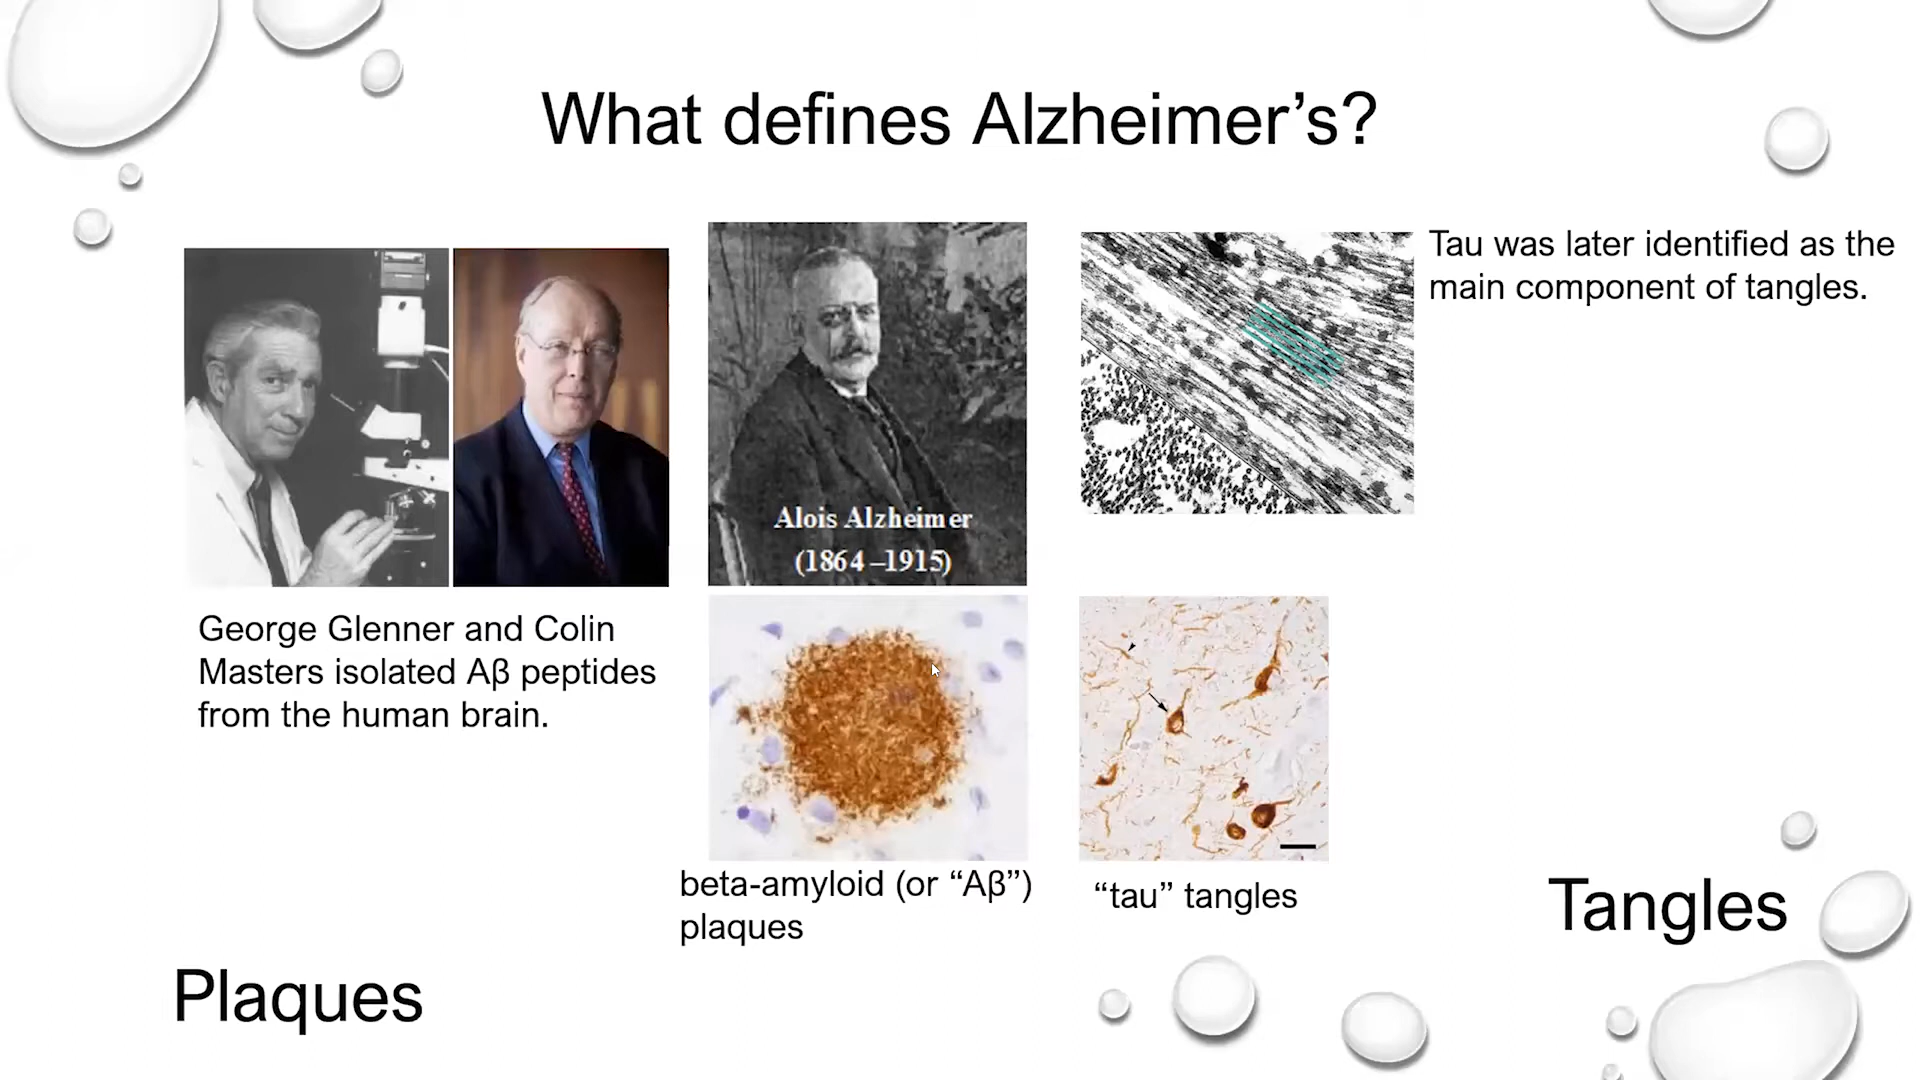 What defines Alzheimer’s?
Tau was later identified as the
main component of tangles.
Alois Alzheimer
(1864 –1915)
George Glenner and Colin
Masters isolated Aβ peptides
from the human brain.
beta-amyloid (or “Aβ”)
plaques
“tau” tangles
Tangles
Plaques